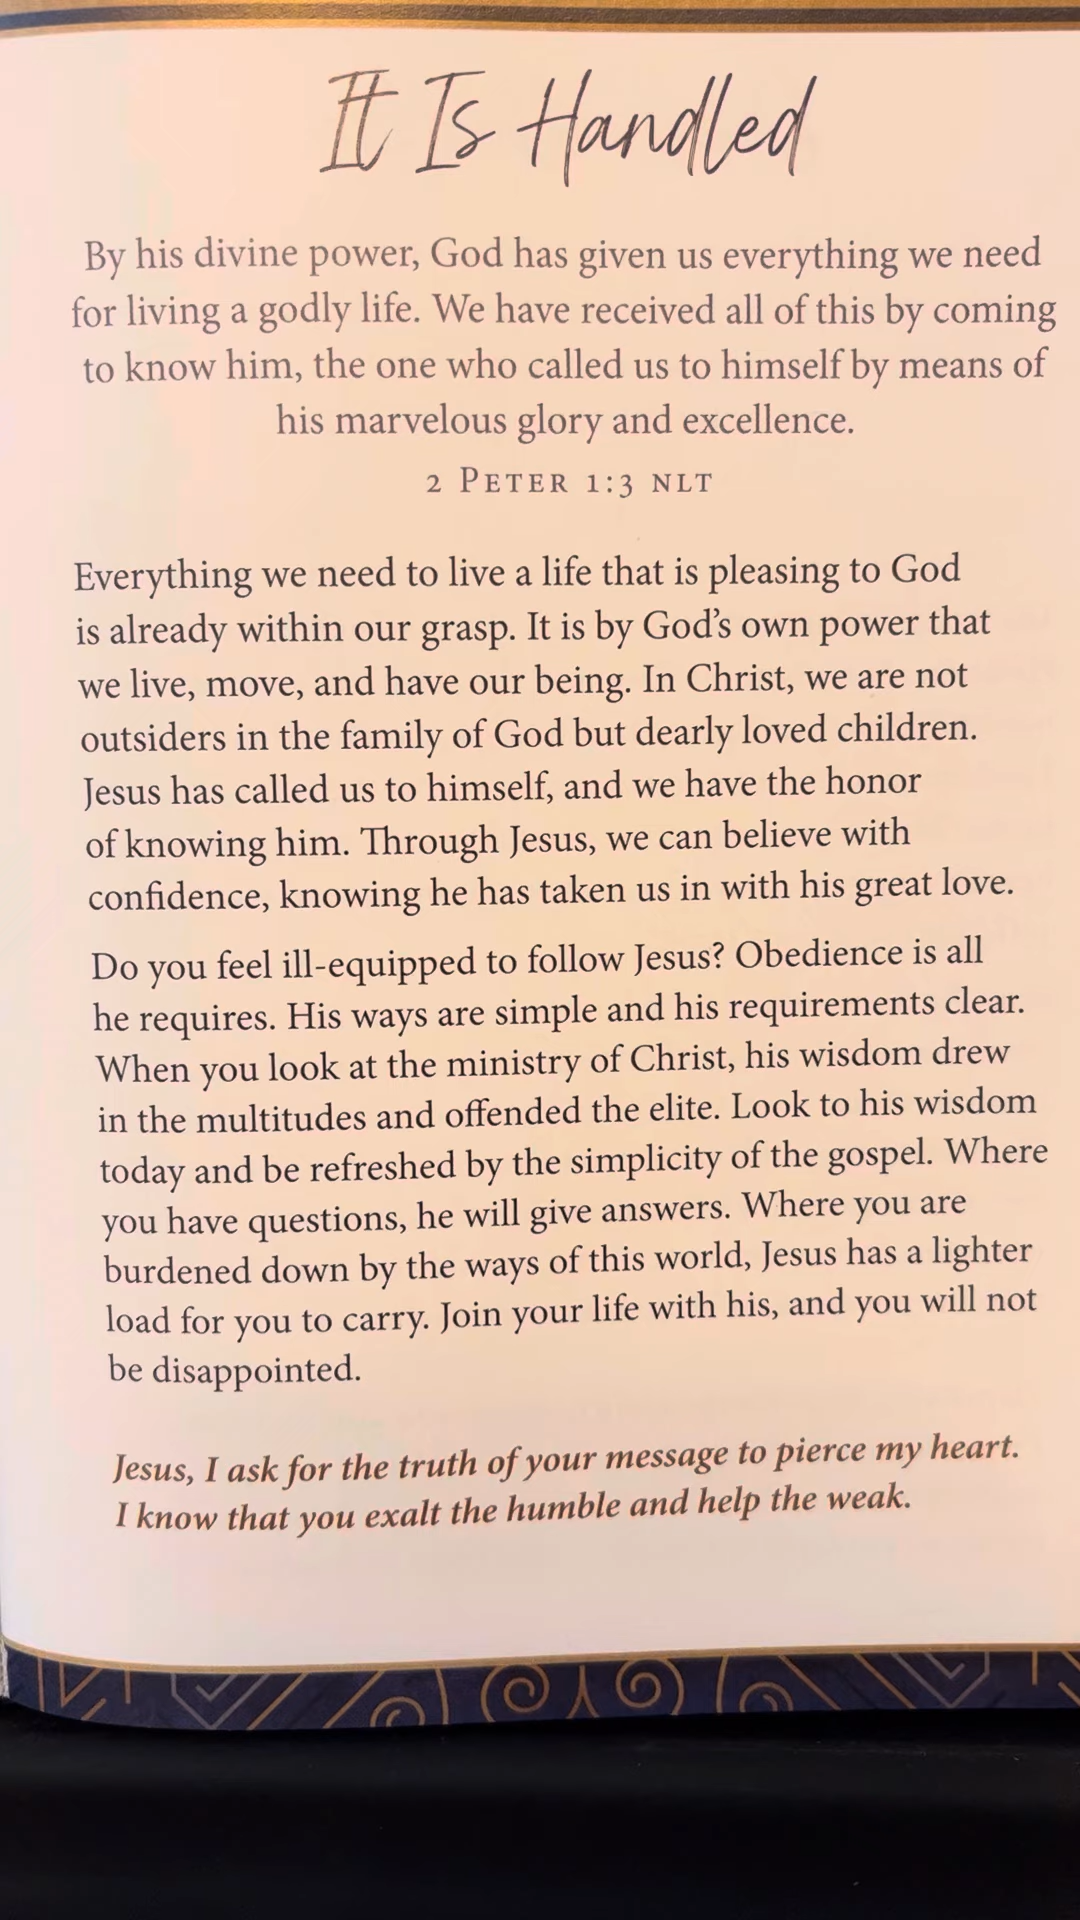 It Is Handled
By his divine power, God has given us everything we need
for living a godly life. We have received all of this by coming
to know him, the one who called us to himself by means of
his marvelous glory and excellence.
2 PETER 1:3 NLT
Everything we need to live a life that is pleasing to God
is already within our grasp. It is by God’s own power that
we live, move, and have our being. In Christ, we are not
outsiders in the family of God but dearly loved children.
Jesus has called us to himself, and we have the honor
of knowing him. Through Jesus, we can believe with
confidence, knowing he has taken us in with his great love.
Do you feel ill-equipped to follow Jesus? Obedience is all
he requires. His ways are simple and his requirements clear.
When you look at the ministry of Christ, his wisdom drew
in the multitudes and offended the elite. Look to his wisdom
today and be refreshed by the simplicity of the gospel. Where
you have questions, he will give answers. Where you are
burdened down by the ways of this world, Jesus has a lighter
load for you to carry. Join your life with his, and you will not
be disappointed.
Jesus, I ask for the truth of your message to pierce my heart.
I know that you exalt the humble and help the weak.